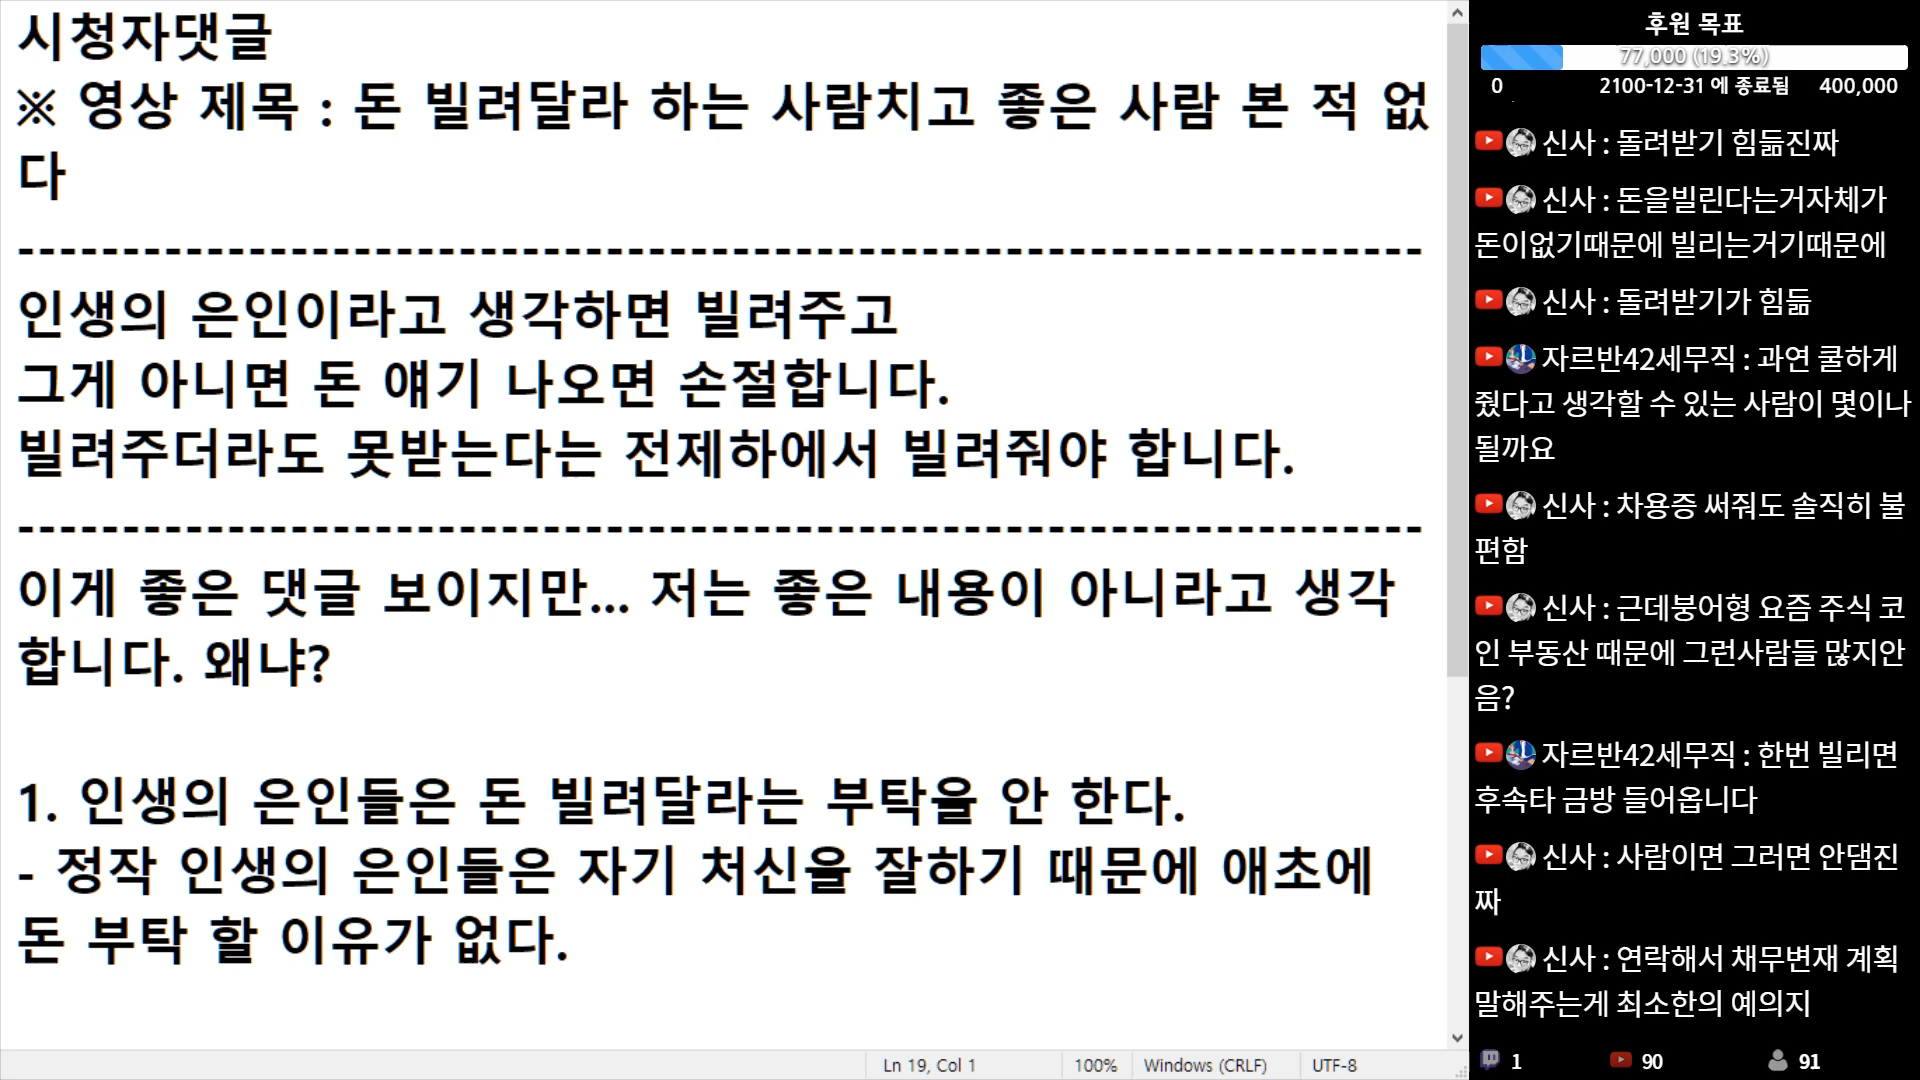 시청자댓글
※ 영상 제목 : 돈 빌려달라 하는 사람치고 좋은 사람 본 적 없
다
--------------------------------------------------------------------
인생의 은인이라고 생각하면 빌려주고
그게 아니면 돈 얘기 나오면 손절합니다.
빌려주더라도 못받는다는 전제하에서 빌려줘야 합니다.
--------------------------------------------------------------------
이게 좋은 댓글 보이지만... 저는 좋은 내용이 아니라고 생각
합니다. 왜냐?
1. 인생의 은인들은 돈 빌려달라는 부탁을 안 한다.
- 정작 인생의 은인들은 자기 처신을 잘하기 때문에 애초에
돈 부탁 할 이유가 없다.
Ln 19, Col 1 100% Windows (CRLF) UTF-8
후원 목표
77,000 (19.3%)
0 2100-12-31 에 종료됨 400,000
신사 : 돌려받기 힘듦진짜
신사 : 돈을빌린다는거자체가
돈이없기때문에 빌리는거기때문에
신사 : 돌려받기가 힘듦
자르반42세무직 : 과연 쿨하게
줬다고 생각할 수 있는 사람이 몇이나
될까요
신사 : 차용증 써줘도 솔직히 불
편함
신사 : 근데붕어형 요즘 주식 코
인 부동산 때문에 그런사람들 많지안
음?
자르반42세무직 : 한번 빌리면
후속타 금방 들어옵니다
신사 : 사람이면 그러면 안댐진
짜
신사 : 연락해서 채무변재 계획
말해주는게 최소한의 예의지
1 90 91